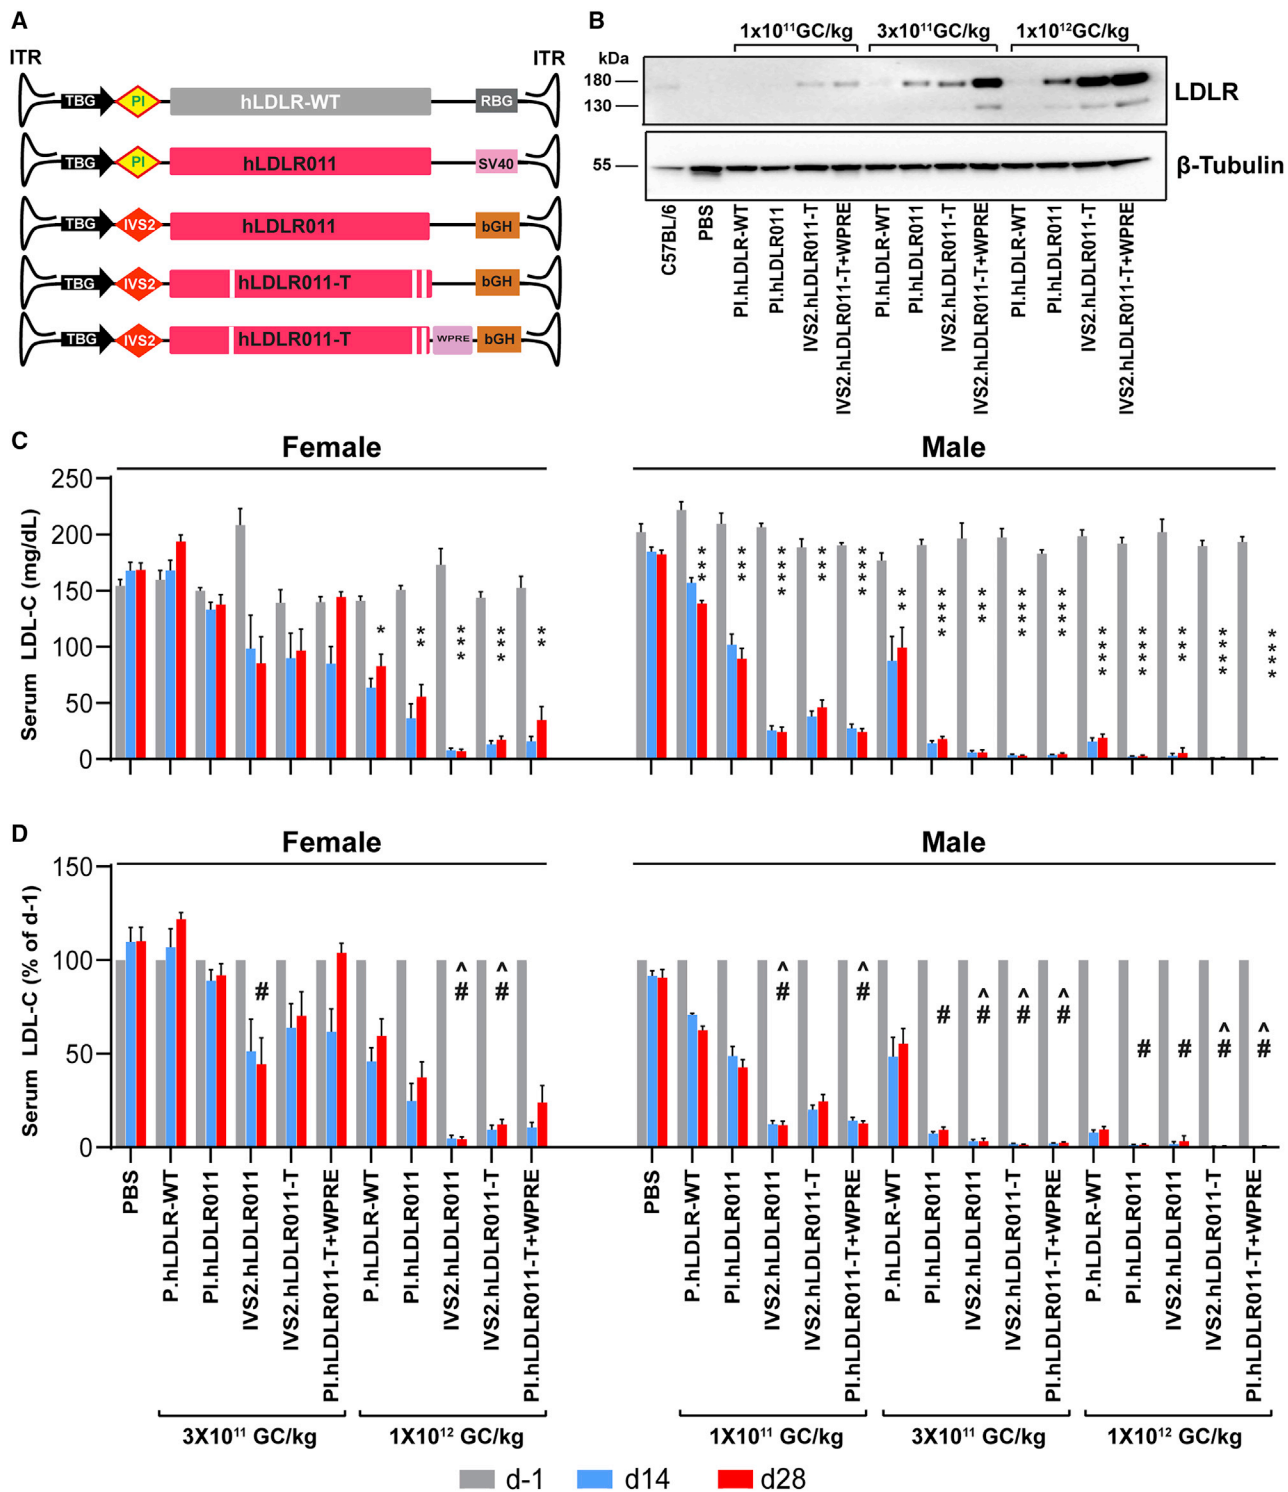 A
ITR
ITR
TBG PI hLDLR-WT RBG
TBG PI hLDLR011 SV40
TBG IVS2 hLDLR011 bGH
TBG IVS2 hLDLR011-T bGH
TBG IVS2 hLDLR011-T WPRE bGH
B
1x10¹¹GC/kg 3x10¹¹GC/kg 1x10¹²GC/kg
kDa
180
130
LDLR
55
β-Tubulin
C57BL/6
PBS
PI.hLDLR-WT
PI.hLDLR011
IVS2.hLDLR011-T
IVS2.hLDLR011-T+WPRE
PI.hLDLR-WT
PI.hLDLR011
IVS2.hLDLR011-T
IVS2.hLDLR011-T+WPRE
PI.hLDLR-WT
PI.hLDLR011
IVS2.hLDLR011-T
IVS2.hLDLR011-T+WPRE
C
Female
Male
Serum LDL-C (mg/dL)
250
200
150
100
50
0
*
**
***
***
**
***
***
****
***
****
**
****
***
****
****
****
****
***
****
****
D
Female
Male
Serum LDL-C (% of d-1)
150
100
50
0
#
^
#
^
#
^
#
^
#
#
^
#
^
#
^
#
#
#
^
#
^
#
PBS
P.hLDLR-WT
PI.hLDLR011
IVS2.hLDLR011
IVS2.hLDLR011-T
PI.hLDLR011-T+WPRE
P.hLDLR-WT
PI.hLDLR011
IVS2.hLDLR011
IVS2.hLDLR011-T
PI.hLDLR011-T+WPRE
PBS
P.hLDLR-WT
PI.hLDLR011
IVS2.hLDLR011
IVS2.hLDLR011-T
PI.hLDLR011-T+WPRE
P.hLDLR-WT
PI.hLDLR011
IVS2.hLDLR011
IVS2.hLDLR011-T
PI.hLDLR011-T+WPRE
P.hLDLR-WT
PI.hLDLR011
IVS2.hLDLR011
IVS2.hLDLR011-T
PI.hLDLR011-T+WPRE
3X10¹¹ GC/kg
1X10¹² GC/kg
1X10¹¹ GC/kg
3X10¹¹ GC/kg
1X10¹² GC/kg
d-1 d14 d28